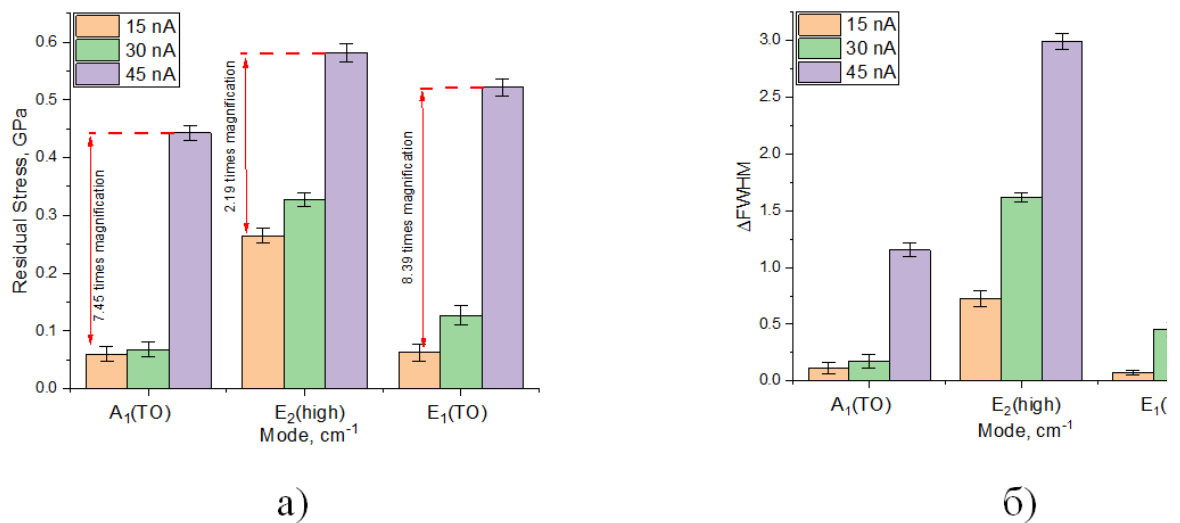 15 nA
30 nA
45 nA
0.6
0.5
0.4
0.3
0.2
0.1
0.0
Residual Stress, GPa
7.45 times magnification
2.19 times magnification
8.39 times magnification
A₁(TO)
E₂(high)
E₁(TO)
Mode, cm⁻¹
а)
15 nA
30 nA
45 nA
3.0
2.5
2.0
1.5
1.0
0.5
0.0
ΔFWHM
A₁(TO)
E₂(high)
E₁(
Mode, cm⁻¹
б)